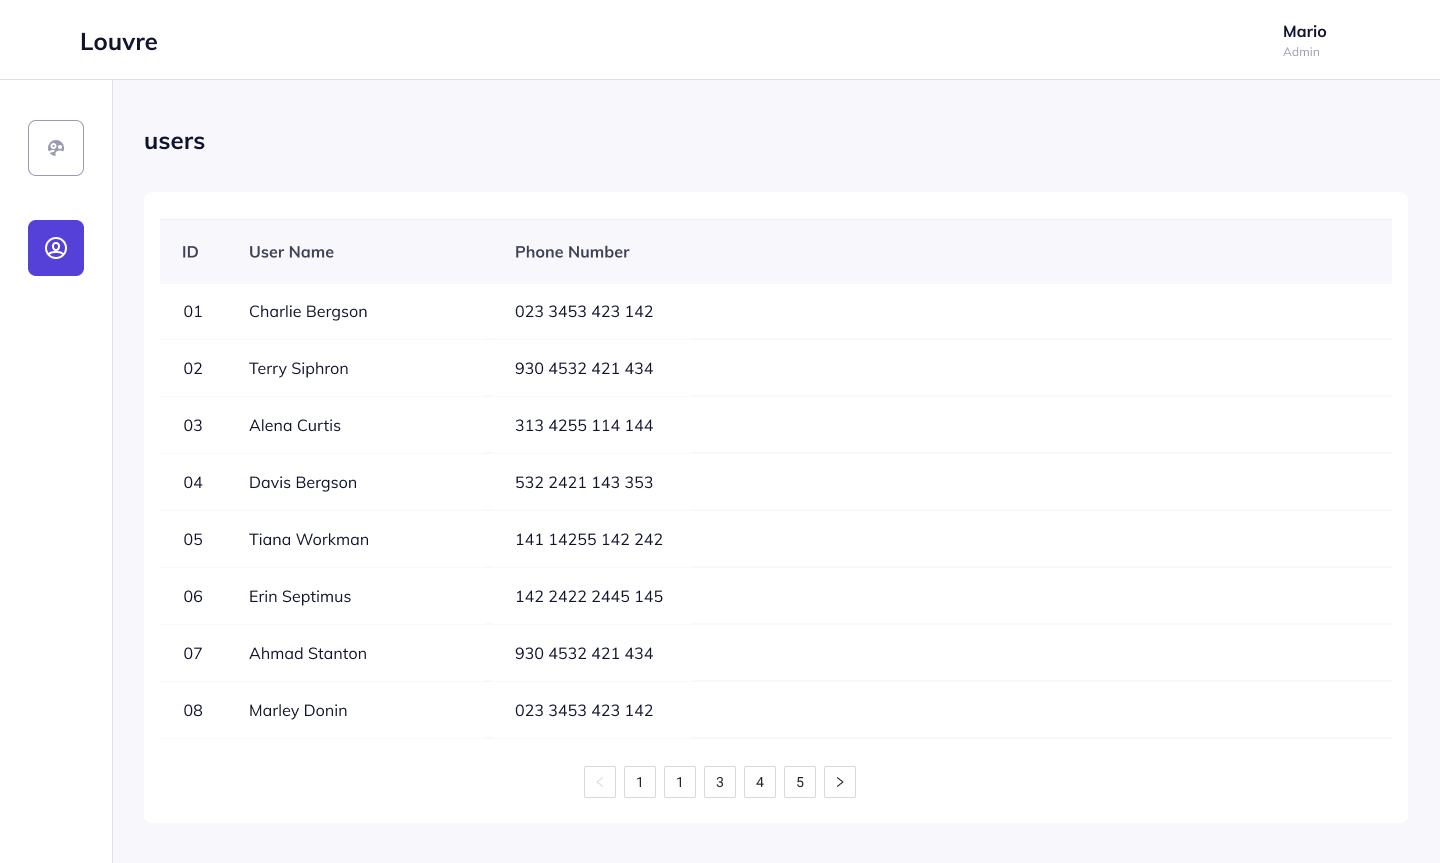 Louvre
Mario
Admin
users
ID User Name Phone Number
01 Charlie Bergson 023 3453 423 142
02 Terry Siphron 930 4532 421 434
03 Alena Curtis 313 4255 114 144
04 Davis Bergson 532 2421 143 353
05 Tiana Workman 141 14255 142 242
06 Erin Septimus 142 2422 2445 145
07 Ahmad Stanton 930 4532 421 434
08 Marley Donin 023 3453 423 142
< 1 1 3 4 5 >